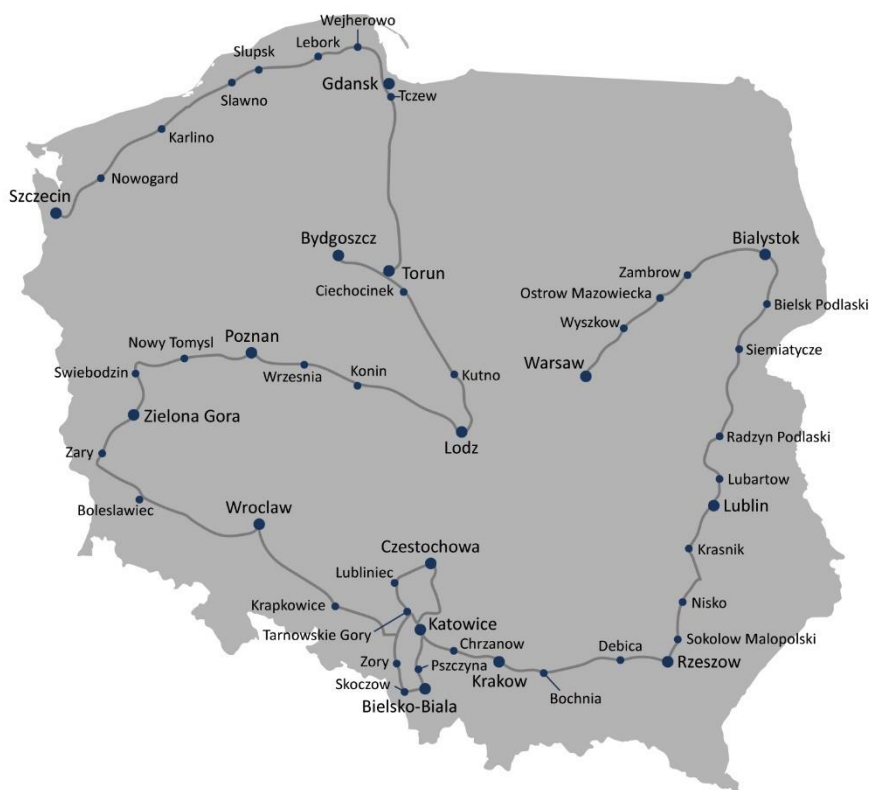 Wejherowo
Lebork
Slupsk
Gdansk
Tczew
Slawno
Karlino
Nowogard
Szczecin
Bydgoszcz
Torun
Ciechocinek
Bialystok
Zambrow
Ostrow Mazowiecka
Bielsk Podlaski
Wyszkow
Nowy Tomysl
Poznan
Siemiatycze
Warsaw
Swiebodzin
Wrzesnia
Konin
Kutno
Zielona Gora
Lodz
Radzyn Podlaski
Zary
Lubartow
Boleslawiec
Wroclaw
Lublin
Czestochowa
Krasnik
Lubliniec
Krapkowice
Nisko
Tarnowskie Gory
Katowice
Chrzanow
Debica
Sokolow Malopolski
Zory
Pszczyna
Krakow
Rzeszow
Skoczow
Bochnia
Bielsko-Biala